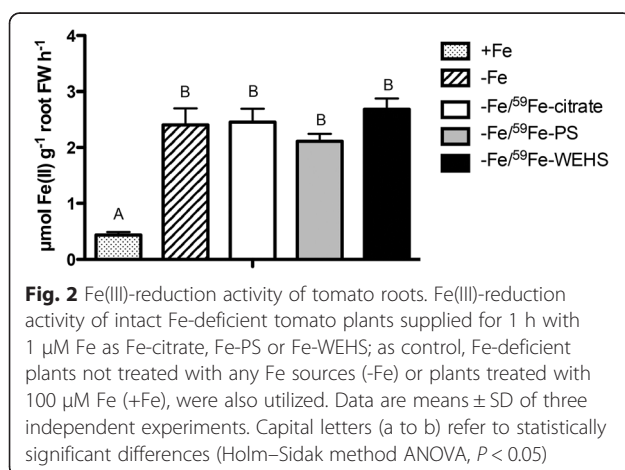 4
3
2
1
0
µmol Fe(II) g⁻¹ root FW h⁻¹
A
B
B
B
B
+Fe
-Fe
-Fe/⁵⁹Fe-citrate
-Fe/⁵⁹Fe-PS
-Fe/⁵⁹Fe-WEHS
Fig. 2 Fe(III)-reduction activity of tomato roots. Fe(III)-reduction
activity of intact Fe-deficient tomato plants supplied for 1 h with
1 µM Fe as Fe-citrate, Fe-PS or Fe-WEHS; as control, Fe-deficient
plants not treated with any Fe sources (-Fe) or plants treated with
100 µM Fe (+Fe), were also utilized. Data are means ± SD of three
independent experiments. Capital letters (a to b) refer to statistically
significant differences (Holm–Sidak method ANOVA, P < 0.05)